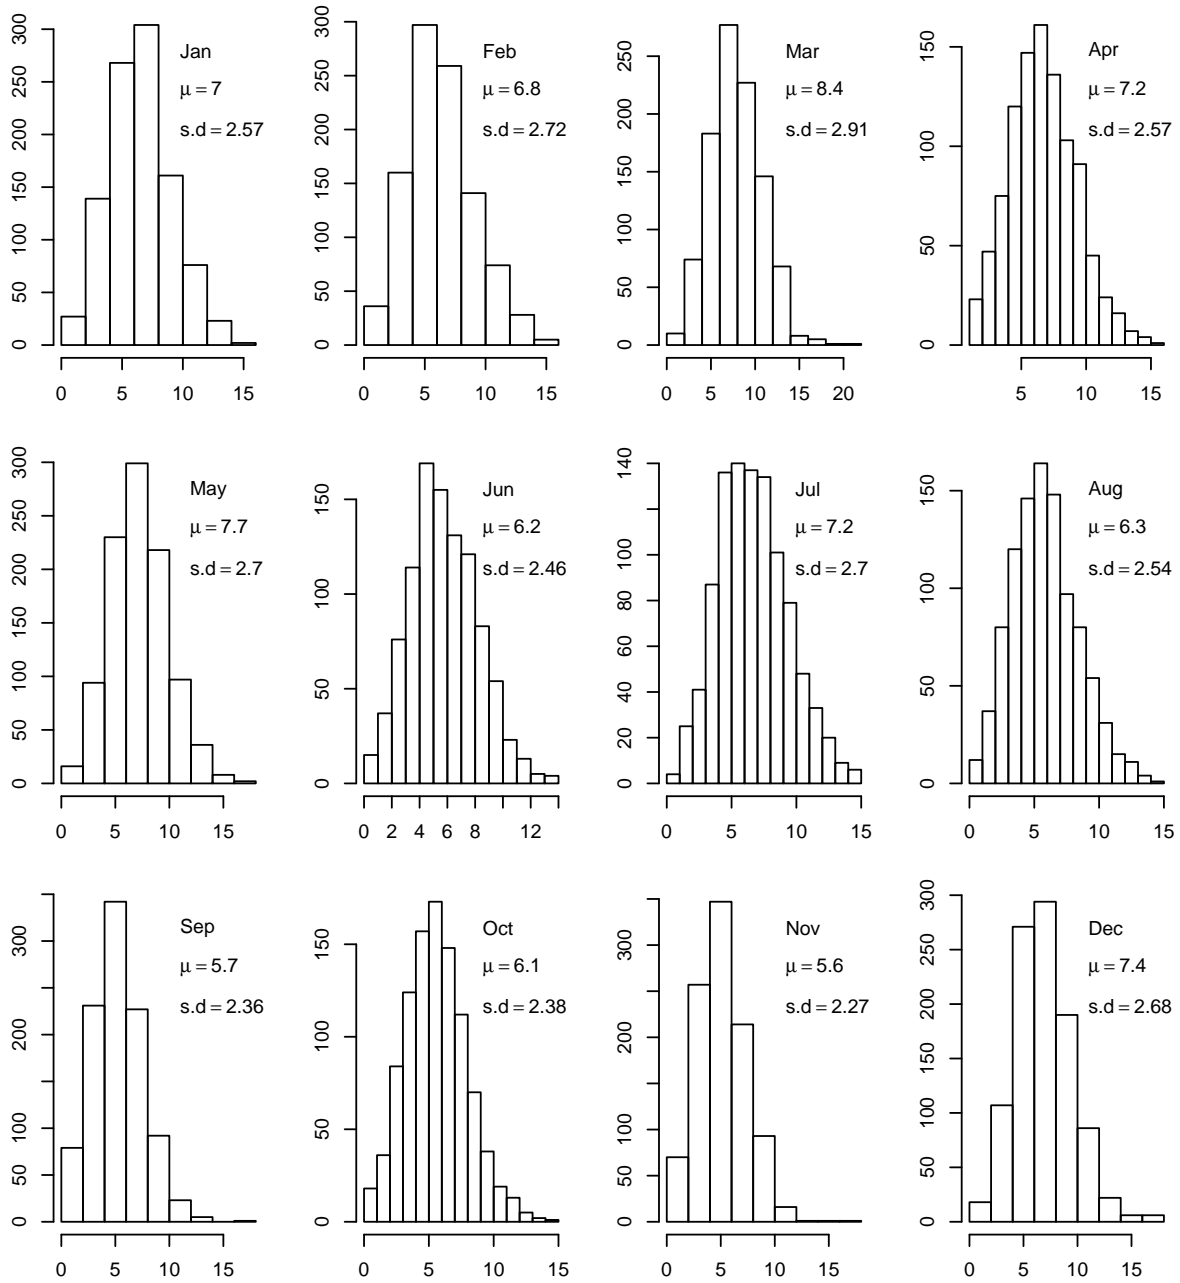 Jan
μ = 7
s.d = 2.57
0 50 100 150 200 250 300
0 5 10 15
Feb
μ = 6.8
s.d = 2.72
0 50 100 150 200 250 300
0 5 10 15
Mar
μ = 8.4
s.d = 2.91
0 50 100 150 200 250
0 5 10 15 20
Apr
μ = 7.2
s.d = 2.57
0 50 100 150
5 10 15
May
μ = 7.7
s.d = 2.7
0 50 100 150 200 250 300
0 5 10 15
Jun
μ = 6.2
s.d = 2.46
0 50 100 150
0 2 4 6 8 12
Jul
μ = 7.2
s.d = 2.7
0 20 40 60 80 100 140
0 5 10 15
Aug
μ = 6.3
s.d = 2.54
0 50 100 150
0 5 10 15
Sep
μ = 5.7
s.d = 2.36
0 50 100 200 300
0 5 10 15
Oct
μ = 6.1
s.d = 2.38
0 50 100 150
0 5 10 15
Nov
μ = 5.6
s.d = 2.27
0 50 100 200 300
0 5 10 15
Dec
μ = 7.4
s.d = 2.68
0 50 100 150 200 250 300
0 5 10 15